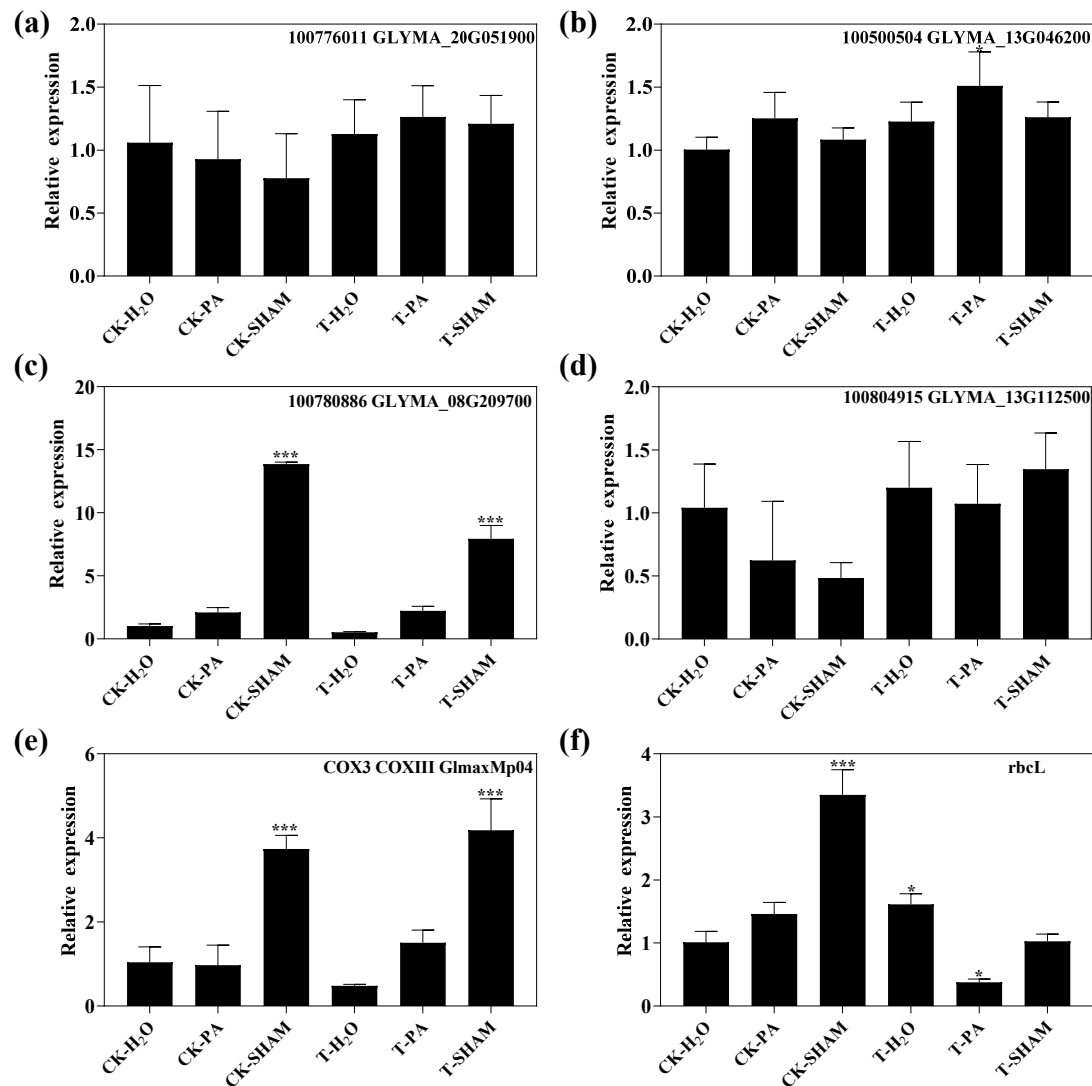 (a)
100776011 GLYMA_20G051900
Relative expression
2.0
1.5
1.0
0.5
0.0
CK-H₂O
CK-PA
CK-SHAM
T-H₂O
T-PA
T-SHAM
(b)
100500504 GLYMA_13G046200
Relative expression
2.0
1.5
1.0
0.5
0.0
*
CK-H₂O
CK-PA
CK-SHAM
T-H₂O
T-PA
T-SHAM
(c)
100780886 GLYMA_08G209700
Relative expression
20
15
10
5
0
***
***
CK-H₂O
CK-PA
CK-SHAM
T-H₂O
T-PA
T-SHAM
(d)
100804915 GLYMA_13G112500
Relative expression
2.0
1.5
1.0
0.5
0.0
CK-H₂O
CK-PA
CK-SHAM
T-H₂O
T-PA
T-SHAM
(e)
COX3 COXIII GlmaxMp04
Relative expression
6
4
2
0
***
***
CK-H₂O
CK-PA
CK-SHAM
T-H₂O
T-PA
T-SHAM
(f)
rbcL
Relative expression
4
3
2
1
0
***
*
*
CK-H₂O
CK-PA
CK-SHAM
T-H₂O
T-PA
T-SHAM